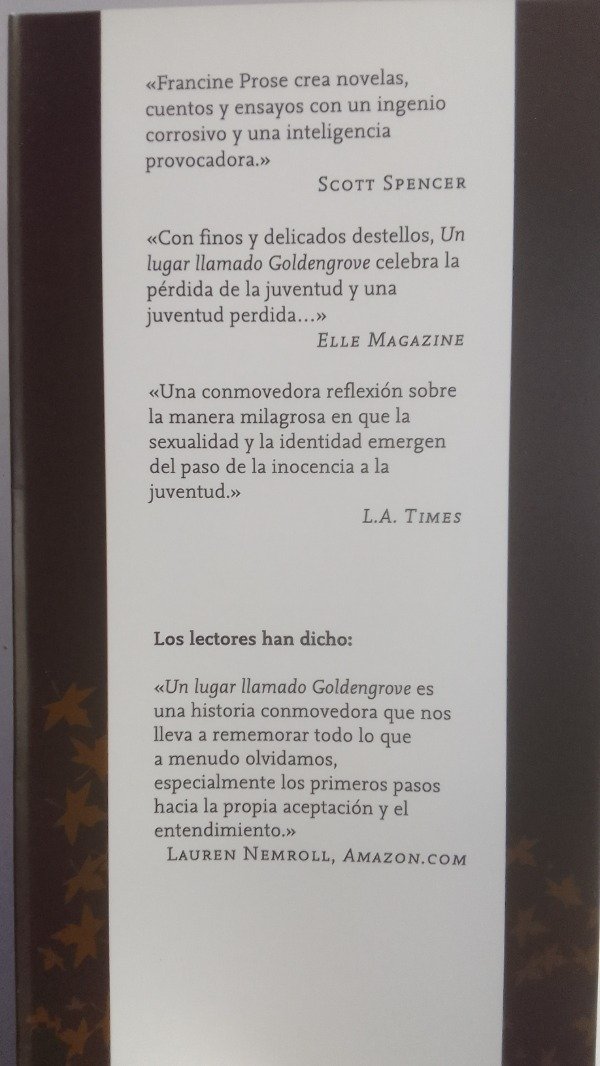 «Francine Prose crea novelas,
cuentos y ensayos con un ingenio
corrosivo y una inteligencia
provocadora.»
Scott Spencer
«Con finos y delicados destellos, Un
lugar llamado Goldengrove celebra la
pérdida de la juventud y una
juventud perdida...»
Elle Magazine
«Una conmovedora reflexión sobre
la manera milagrosa en que la
sexualidad y la identidad emergen
del paso de la inocencia a la
juventud.»
L.A. Times
Los lectores han dicho:
«Un lugar llamado Goldengrove es
una historia conmovedora que nos
lleva a rememorar todo lo que
a menudo olvidamos,
especialmente los primeros pasos
hacia la propia aceptación y el
entendimiento.»
Lauren Nemroll, Amazon.com